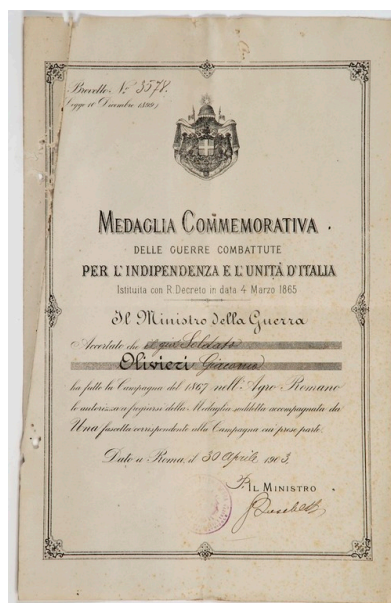 Brevetto N.° 3578.
(Legge 10 Dicembre 1899)
MEDAGLIA COMMEMORATIVA
DELLE GUERRE COMBATTUTE
PER L'INDIPENDENZA E L'UNITÀ D'ITALIA
Istituita con R. Decreto in data 4 Marzo 1865
Il Ministro della Guerra
Accertato che il già Soldato
Olivieri Giacomo
ha fatto la Campagna del 1867 nell'Agro Romano
lo autorizza a fregiarsi della Medaglia suddetta accompagnata da
Una fascetta corrispondente alla Campagna cui prese parte.
Dato a Roma, il 30 Aprile 1903.
P. IL MINISTRO